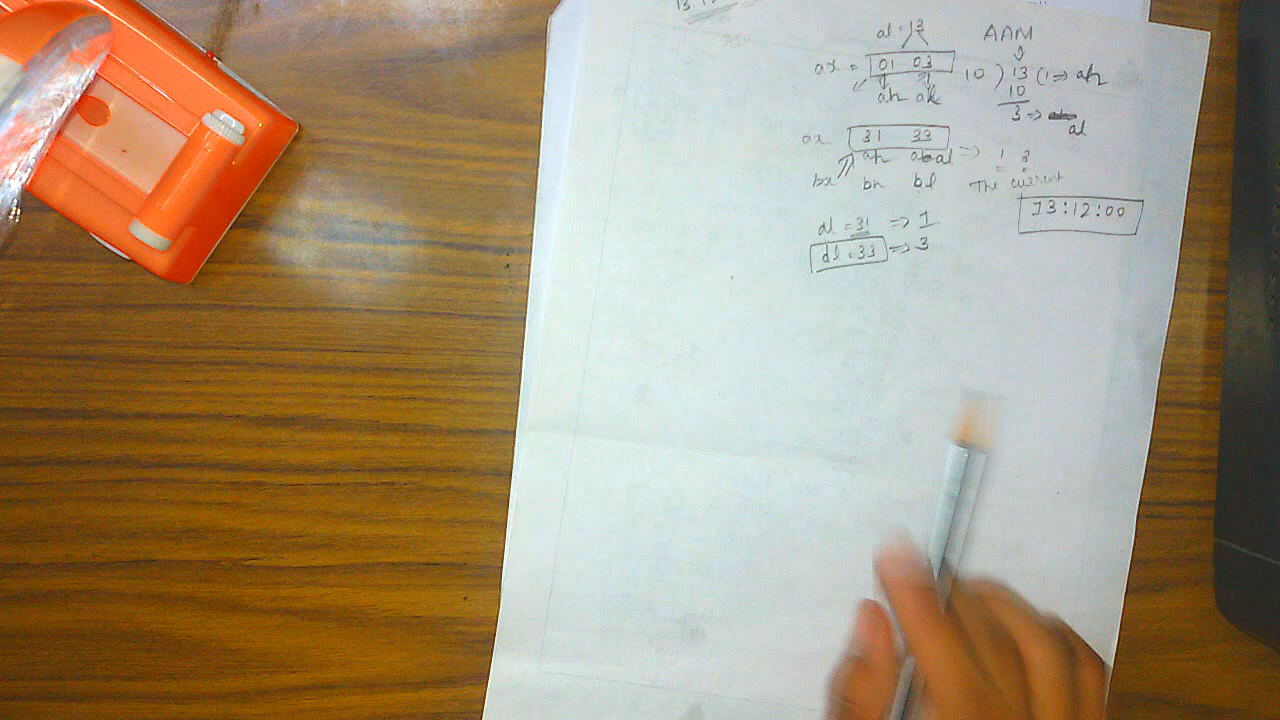 al = 13
AAM
ax = 01 03
10 ) 13 ( 1 => ah
ah al
10
3 => al
ax 31 33
ah al => 1 3
bx bh bl
The current
13:12:00
dl = 31 => 1
dl = 33 => 3